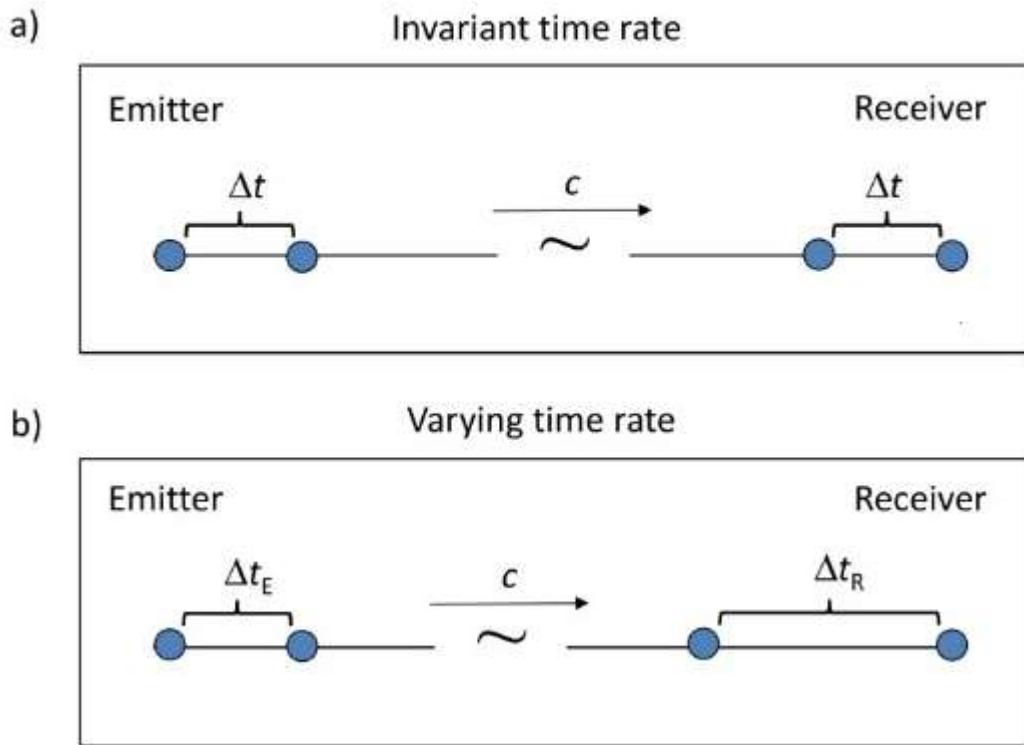 a)
Invariant time rate
Emitter Receiver
Δt c Δt
~
b)
Varying time rate
Emitter Receiver
Δt_E c Δt_R
~